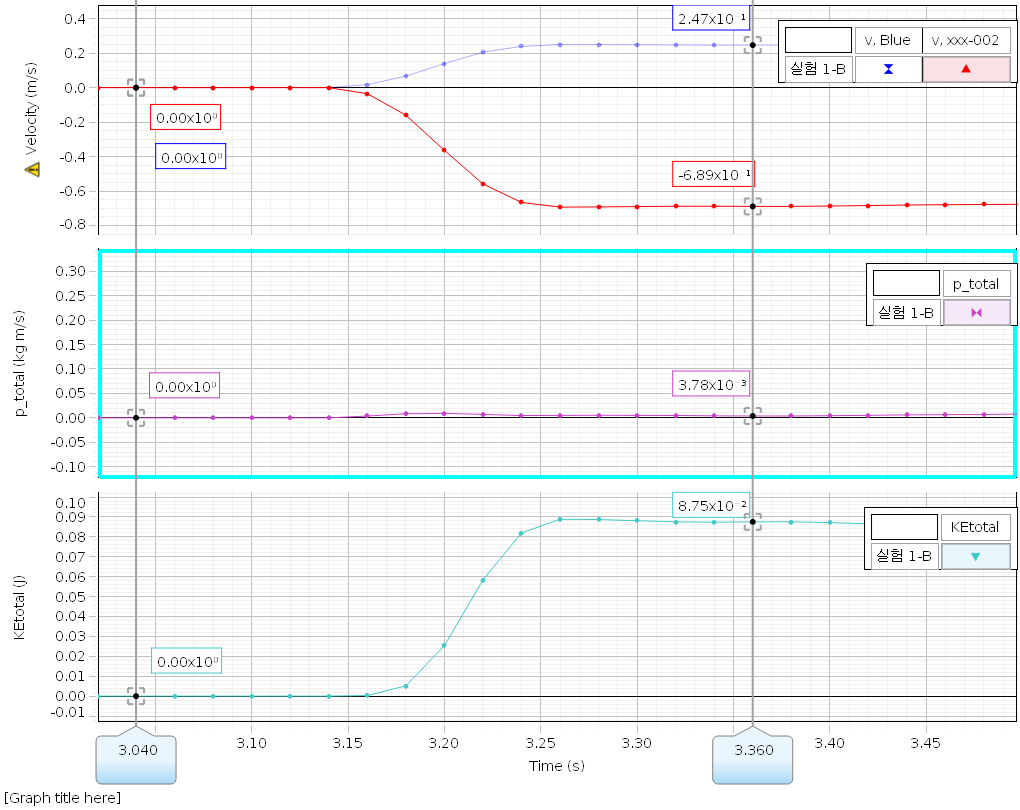 Velocity (m/s)
0.4
0.2
0.0
-0.2
-0.4
-0.6
-0.8
0.00x10⁰
0.00x10⁰
2.47x10⁻¹
-6.89x10⁻¹
v, Blue
v, xxx-002
실험 1-B
p_total (kg m/s)
0.30
0.25
0.20
0.15
0.10
0.05
0.00
-0.05
-0.10
0.00x10⁰
3.78x10⁻³
p_total
실험 1-B
KEtotal (J)
0.10
0.09
0.08
0.07
0.06
0.05
0.04
0.03
0.02
0.01
0.00
-0.01
0.00x10⁰
8.75x10⁻²
KEtotal
실험 1-B
3.040
3.10
3.15
3.20
3.25
3.30
3.360
3.40
3.45
Time (s)
[Graph title here]